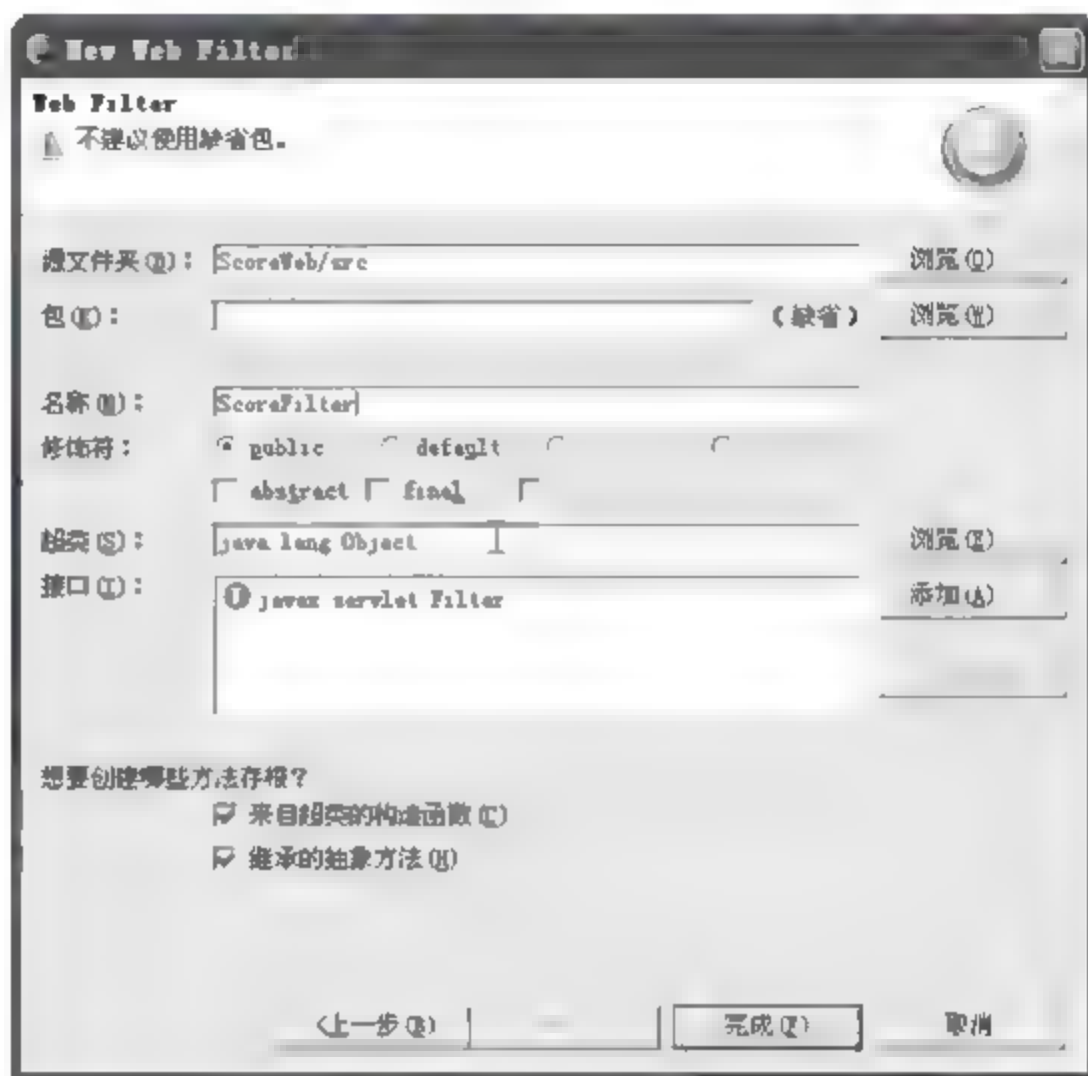 New Web Filter
Web Filter
不建议使用缺省包。
源文件夹(D): ScoreWeb/src 浏览(O)
包(K): (缺省) 浏览(W)
名称(M): ScoreFilter
修饰符: public default
abstract final
超类(S): java lang Object 浏览(E)
接口(I): javax servlet Filter 添加(A)
想要创建哪些方法存根?
来自超类的构造函数(C)
继承的抽象方法(H)
<上一步(B) 完成(F) 取消